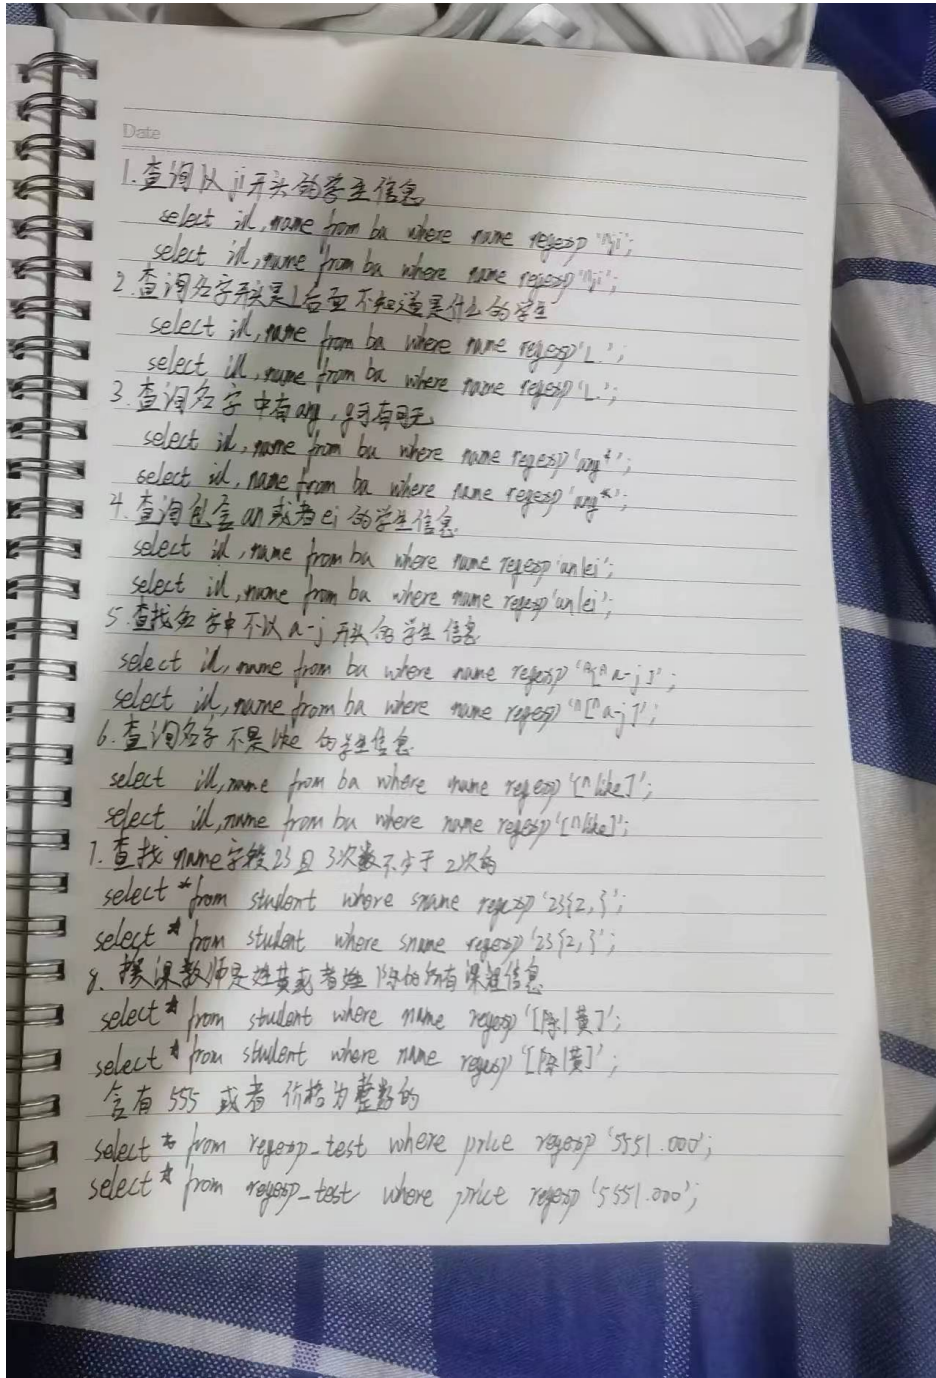 Date
1.查询以ji开头的学生信息
select id,name from ba where name regexp '^ji';
select id,name from ba where name regexp '^ji';
2.查询名字开头是L后面不知道是什么的学生
select id,name from ba where name regexp 'L.';
select id,name from ba where name regexp 'L.';
3.查询名字中有ang,g可有可无
select id,name from ba where name regexp 'ang*';
select id,name from ba where name regexp 'ang*';
4.查询包含an或者ei的学生信息
select id,name from ba where name regexp 'an|ei';
select id,name from ba where name regexp 'an|ei';
5.查找名字中不以a-j开头的学生信息
select id,name from ba where name regexp '^[^a-j]';
select id,name from ba where name regexp '^[^a-j]';
6.查询名字不是like的学生信息
select id,name from ba where name regexp '[^like]';
select id,name from ba where name regexp '[^like]';
7.查找name字段23且3次数不少于2次的
select * from student where sname regexp '23{2,}';
select * from student where sname regexp '23{2,}';
8.授课教师是姓黄或者姓陈的所有课程信息
select * from student where name regexp '[陈|黄]';
select * from student where name regexp '[陈|黄]';
含有555或者价格为整数的
select * from regexp_test where price regexp '555|.000';
select * from regexp_test where price regexp '555|.000';